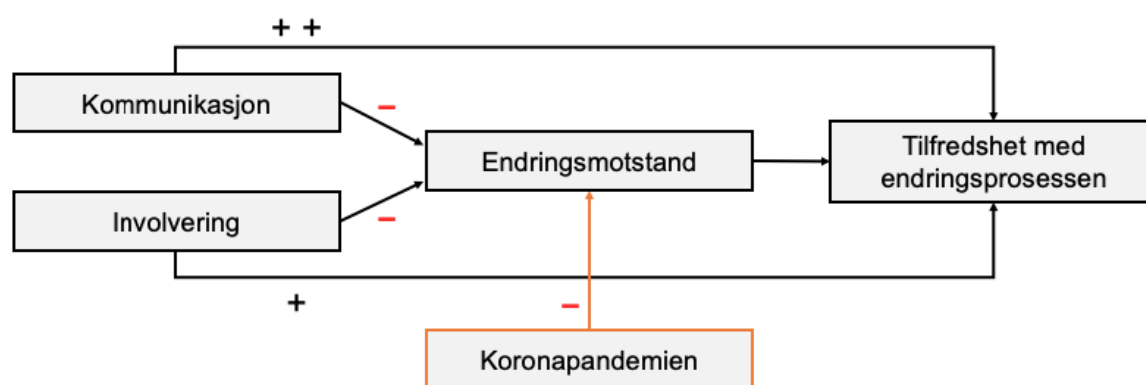 + +
Kommunikasjon
–
Endringsmotstand
Tilfredshet med
endringsprosessen
–
Involvering
+
–
Koronapandemien